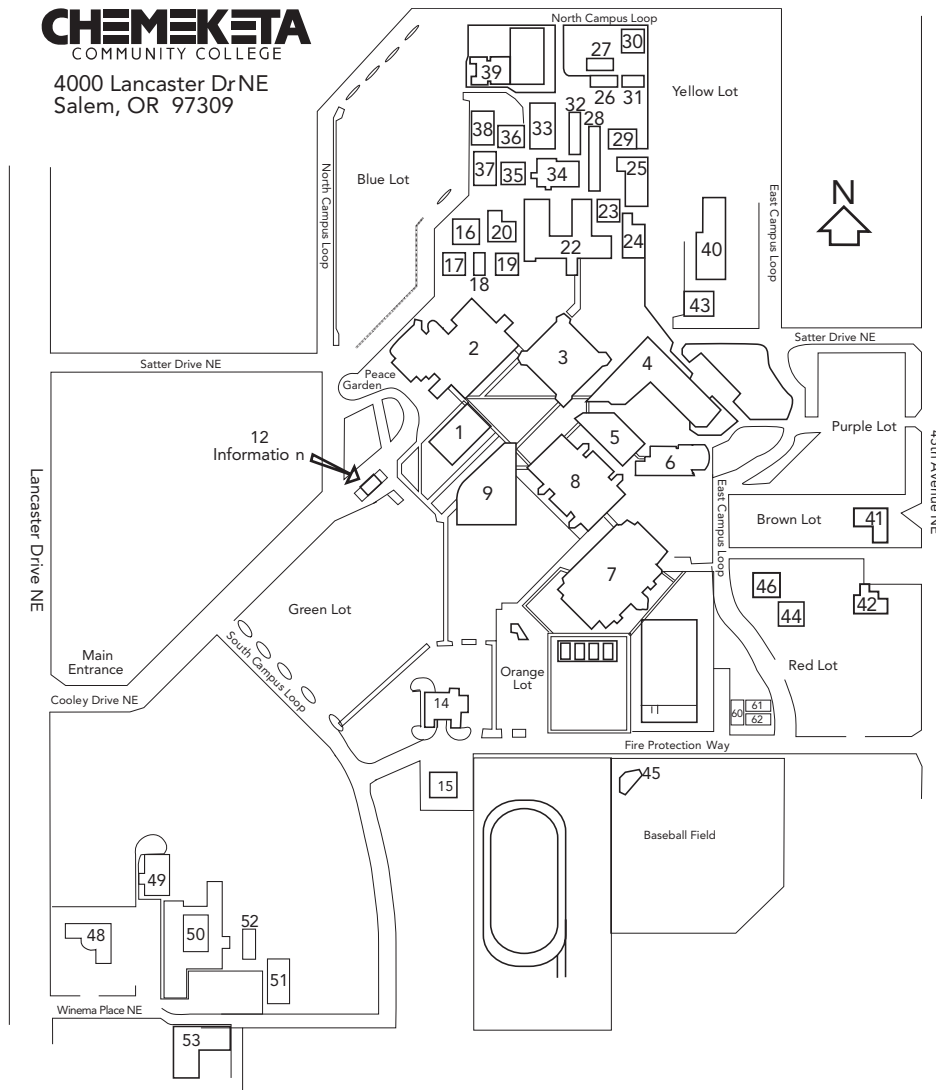 CHEMEKETA
COMMUNITY COLLEGE
4000 Lancaster Dr NE
Salem, OR 97309
North Campus Loop
30
27
39
26 31
Yellow Lot
32
28
38
36
33
29
37
35
34
25
Blue Lot
North Campus Loop
East Campus Loop
N
23
16
20
22
24
40
17
18
19
43
2
3
4
Satter Drive NE
Satter Drive NE
Peace
Garden
12
Informatio n
1
5
6
Purple Lot
45th Avenue NE
8
9
East Campus Loop
Brown Lot
41
Lancaster Drive NE
7
46
44
42
Green Lot
South Campus Loop
Main
Entrance
Orange
Lot
Red Lot
Cooley Drive NE
14
60
61
62
Fire Protection Way
15
45
Baseball Field
49
48
50
52
51
Winema Place NE
53